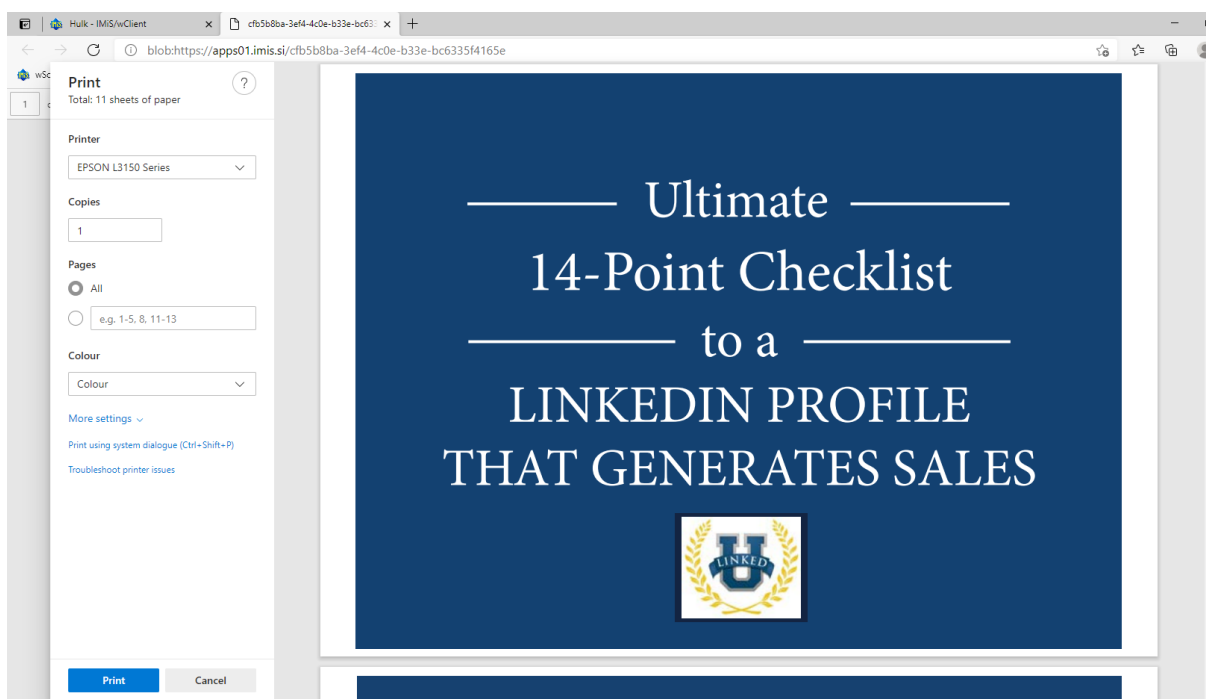 Hulk - IMiS/wClient
cfb5b8ba-3ef4-4c0e-b33e-bc63
blob:https://apps01.imis.si/cfb5b8ba-3ef4-4c0e-b33e-bc6335f4165e
wSc
1
Print
?
Total: 11 sheets of paper
Printer
EPSON L3150 Series
Copies
1
Pages
All
e.g. 1-5, 8, 11-13
Colour
Colour
More settings
Print using system dialogue (Ctrl+Shift+P)
Troubleshoot printer issues
Print
Cancel
Ultimate
14-Point Checklist
to a
LINKEDIN PROFILE
THAT GENERATES SALES
U
LINKED